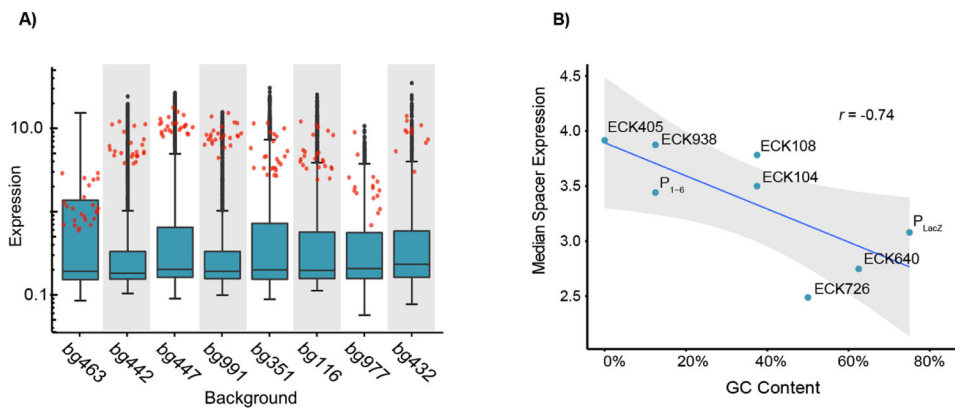 A)
Expression
10.0
0.1
bg463
bg442
bg447
bg991
bg351
bg116
bg977
bg432
Background
B)
Median Spacer Expression
4.5
4.0
3.5
3.0
2.5
r = -0.74
ECK405
ECK938
ECK108
ECK104
P1−6
PLacZ
ECK640
ECK726
0%
20%
40%
60%
80%
GC Content